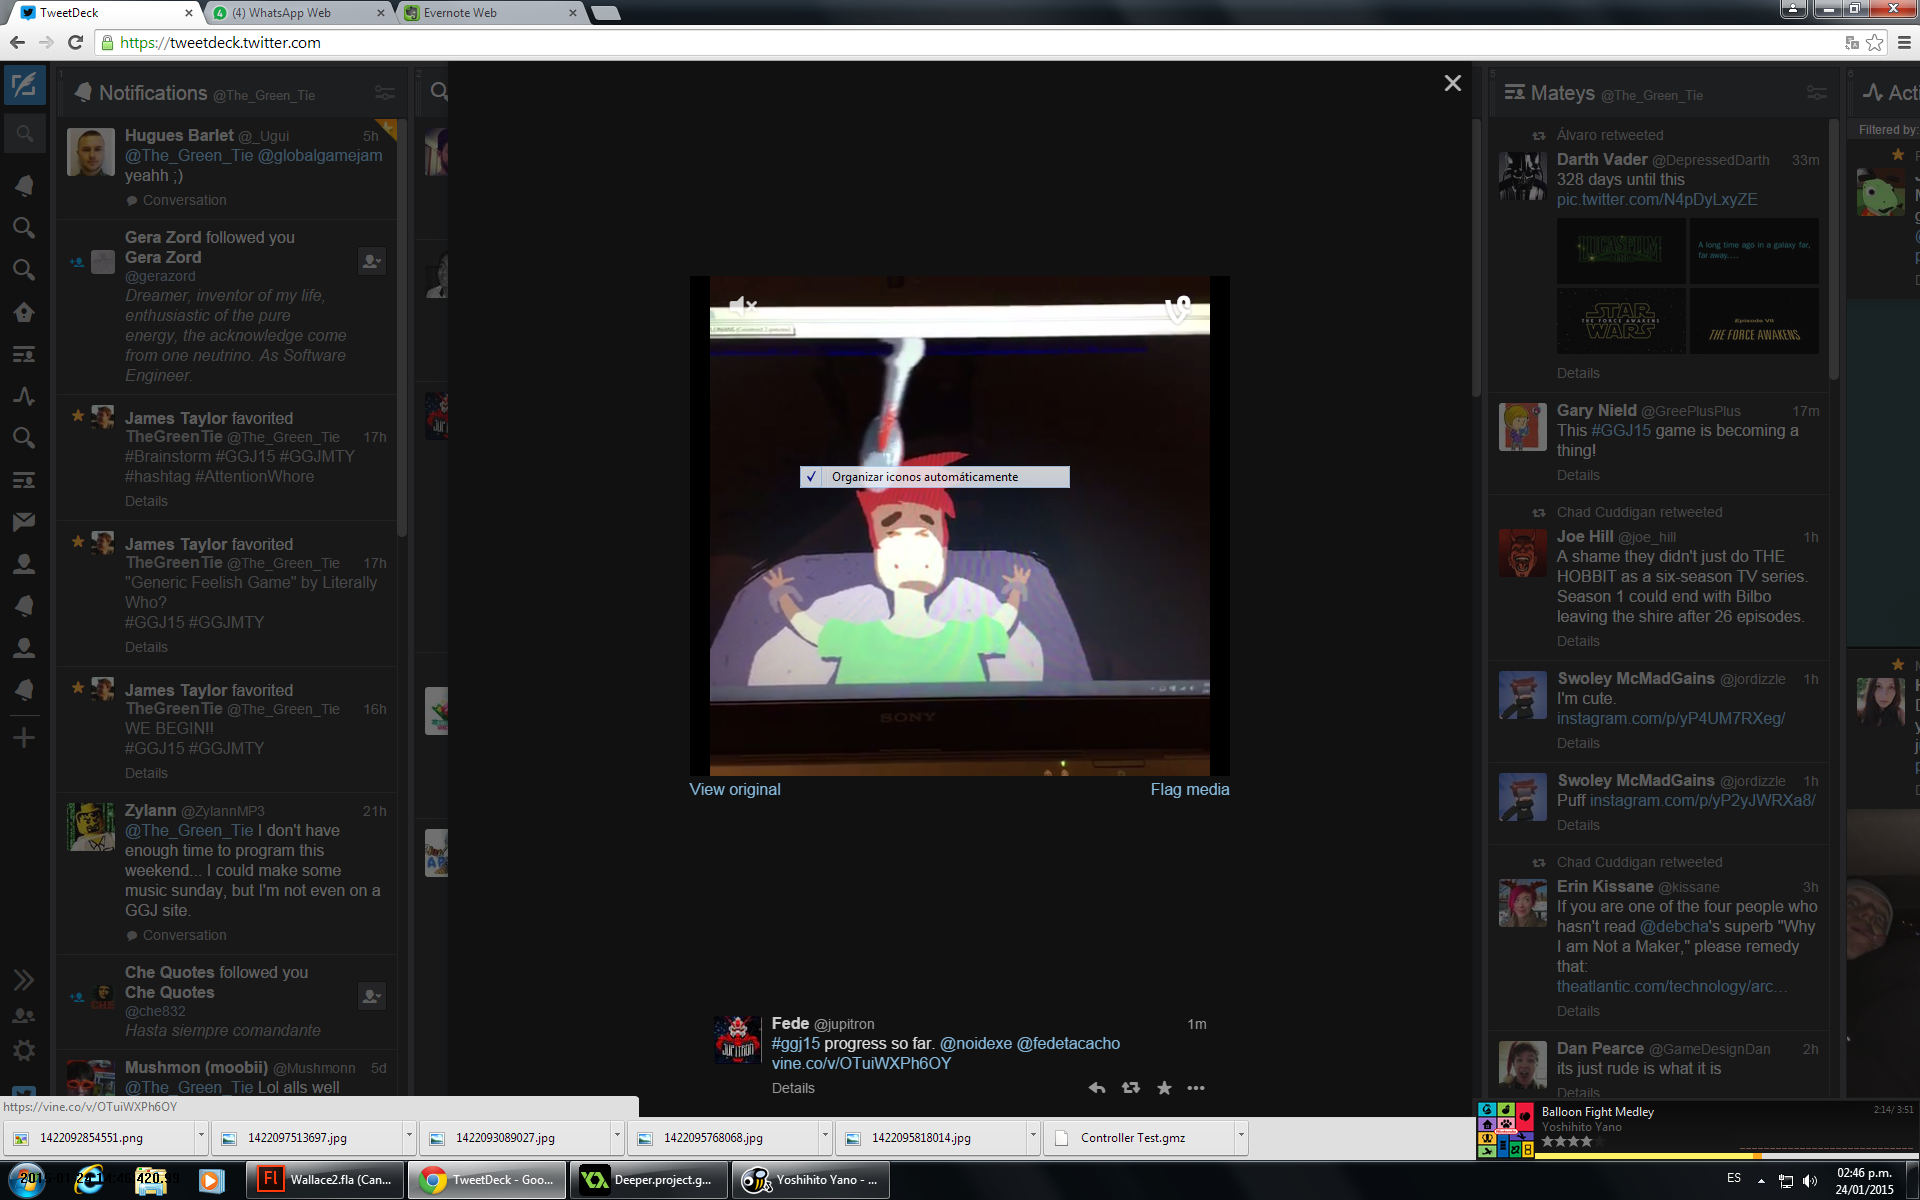 TweetDeck
(4) WhatsApp Web
Evernote Web
https://tweetdeck.twitter.com
1
Notifications @The_Green_Tie
Hugues Barlet @_Ugui 5h
@The_Green_Tie @globalgamejam
yeahh ;)
Conversation
Gera Zord followed you
Gera Zord
@gerazord
Dreamer, inventor of my life,
enthusiastic of the pure
energy, the acknowledge come
from one neutrino. As Software
Engineer.
James Taylor favorited
TheGreenTie @The_Green_Tie 17h
#Brainstorm #GGJ15 #GGJMTY
#hashtag #AttentionWhore
Details
James Taylor favorited
TheGreenTie @The_Green_Tie 17h
"Generic Feelish Game" by Literally
Who?
#GGJ15 #GGJMTY
Details
James Taylor favorited
TheGreenTie @The_Green_Tie 16h
WE BEGIN!!
#GGJ15 #GGJMTY
Details
Zylann @ZylannMP3 21h
@The_Green_Tie I don't have
enough time to program this
weekend... I could make some
music sunday, but I'm not even on a
GGJ site.
Conversation
Che Quotes followed you
Che Quotes
@che832
Hasta siempre comandante
Mushmon (moobii) @Mushmonn 5d
@The_Green_Tie Lol alls well
https://vine.co/v/OTuiWXPh6OY
2
Organizar iconos automáticamente
SONY
View original
Flag media
Fede @jupitron 1m
#ggj15 progress so far. @noidexe @fedetacacho
vine.co/v/OTuiWXPh6OY
Details
5
Mateys @The_Green_Tie
Álvaro retweeted
Darth Vader @DepressedDarth 33m
328 days until this
pic.twitter.com/N4pDyLxyZE
LUCASFILM
A long time ago in a galaxy far,
far away....
STAR
THE FORCE AWAKENS
WARS
Episode VII
THE FORCE AWAKENS
Details
Gary Nield @GreePlusPlus 17m
This #GGJ15 game is becoming a
thing!
Details
Chad Cuddigan retweeted
Joe Hill @joe_hill 1h
A shame they didn't just do THE
HOBBIT as a six-season TV series.
Season 1 could end with Bilbo
leaving the shire after 26 episodes.
Details
Swoley McMadGains @jordizzle 1h
I'm cute.
instagram.com/p/yP4UM7RXeg/
Details
Swoley McMadGains @jordizzle 1h
Puff instagram.com/p/yP2yJWRXa8/
Details
Chad Cuddigan retweeted
Erin Kissane @kissane 3h
If you are one of the four people who
hasn't read @debcha's superb "Why
I am Not a Maker," please remedy
that:
theatlantic.com/technology/arc…
Details
Dan Pearce @GameDesignDan 2h
its just rude is what it is
Details
6
Acti
Filtered by:
Balloon Fight Medley
2:14/ 3:51
Yoshihito Yano
1422092854551.png
1422097513697.jpg
1422093089027.jpg
1422095768068.jpg
1422095818014.jpg
Controller Test.gmz
Wallace2.fla (Can...
TweetDeck - Goo...
Deeper.project.g...
Yoshihito Yano - ...
ES
02:46 p.m.
24/01/2015